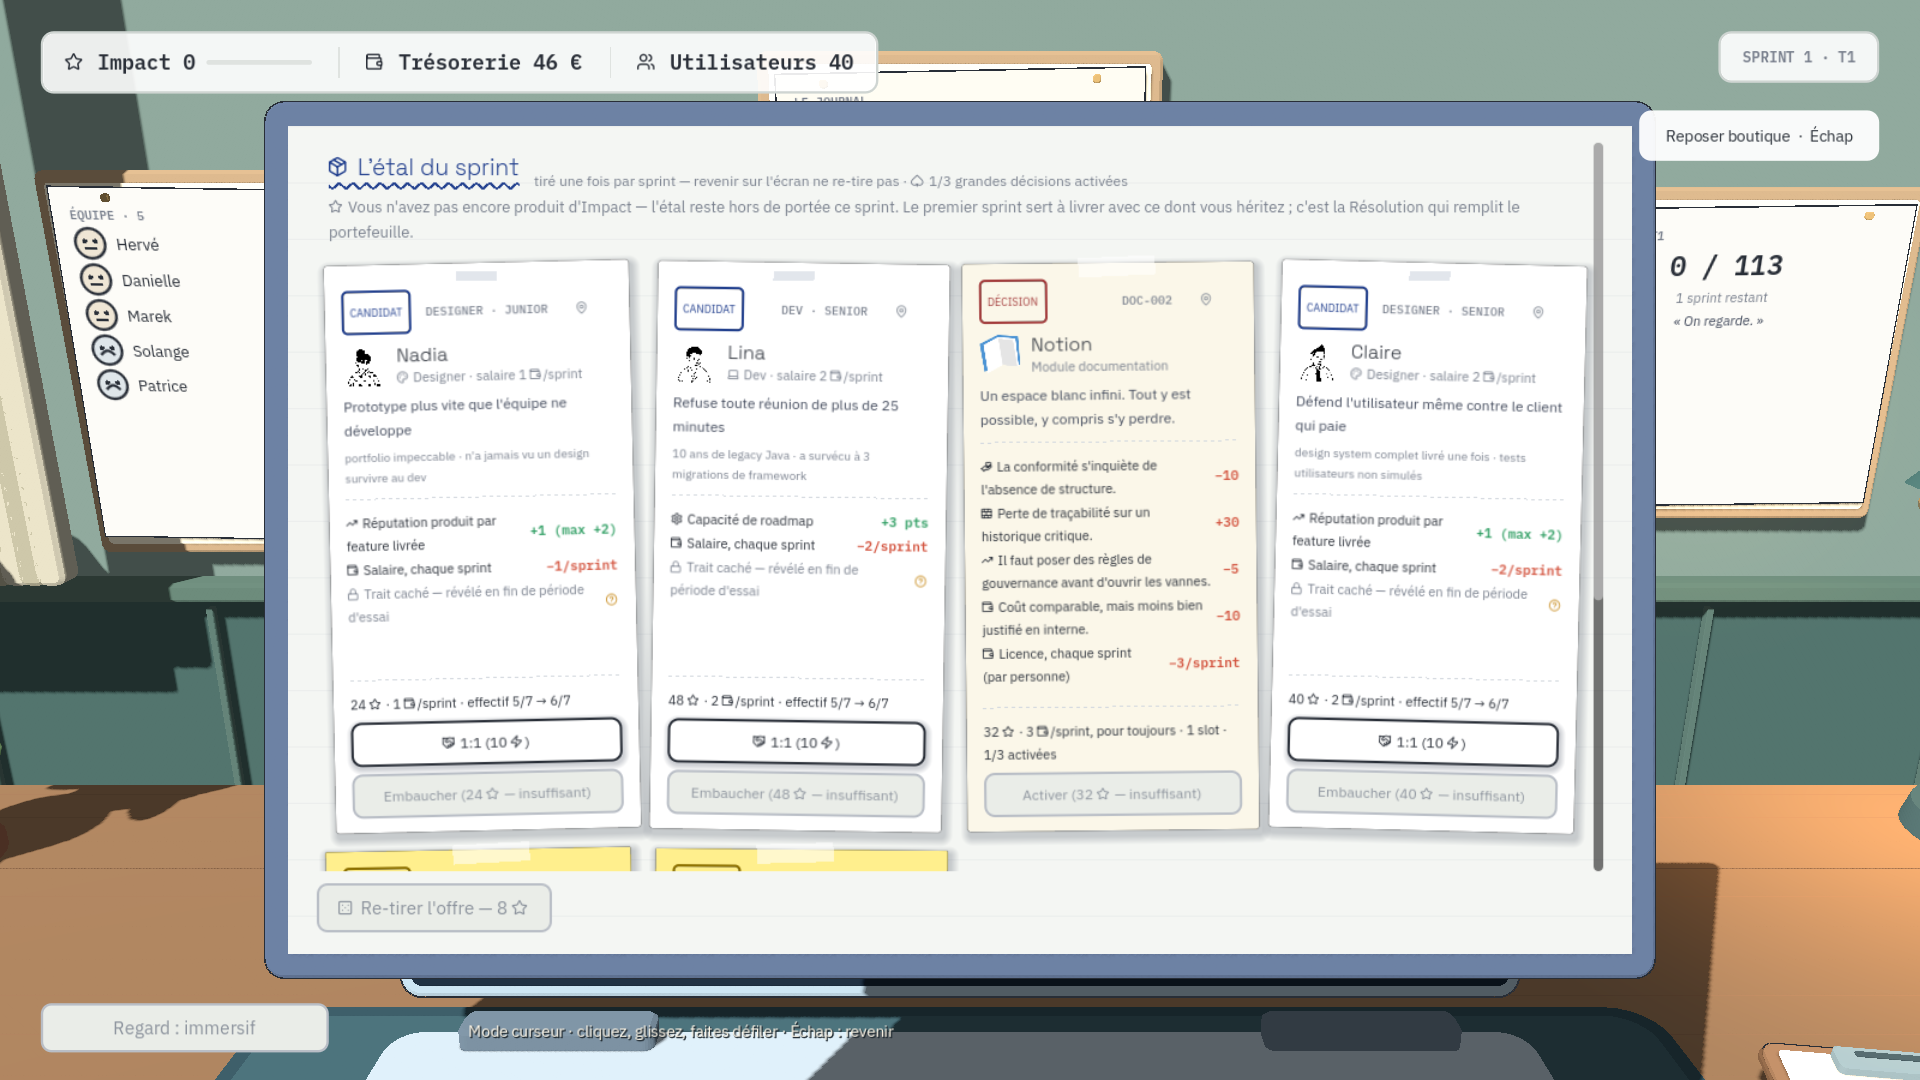 Impact 0
Trésorerie 46 €
Utilisateurs 40
SPRINT 1 · T1
LE JOURNAL
Reposer boutique · Échap
L'étal du sprint
tiré une fois par sprint — revenir sur l'écran ne re-tire pas · 1/3 grandes décisions activées
Vous n'avez pas encore produit d'Impact — l'étal reste hors de portée ce sprint. Le premier sprint sert à livrer avec ce dont vous héritez ; c'est la Résolution qui remplit le
portefeuille.
ÉQUIPE · 5
Hervé
Danielle
Marek
Solange
Patrice
CANDIDAT
DESIGNER · JUNIOR
Nadia
Designer · salaire 1 /sprint
Prototype plus vite que l'équipe ne
développe
portfolio impeccable · n'a jamais vu un design
survivre au dev
Réputation produit par
feature livrée
+1 (max +2)
Salaire, chaque sprint
−1/sprint
Trait caché — révélé en fin de période
d'essai
24 · 1 /sprint · effectif 5/7 → 6/7
1:1 (10 )
Embaucher (24 — insuffisant)
CANDIDAT
DEV · SENIOR
Lina
Dev · salaire 2 /sprint
Refuse toute réunion de plus de 25
minutes
10 ans de legacy Java · a survécu à 3
migrations de framework
Capacité de roadmap
+3 pts
Salaire, chaque sprint
−2/sprint
Trait caché — révélé en fin de
période d'essai
48 · 2 /sprint · effectif 5/7 → 6/7
1:1 (10 )
Embaucher (48 — insuffisant)
DÉCISION
DOC-002
Notion
Module documentation
Un espace blanc infini. Tout y est
possible, y compris s'y perdre.
La conformité s'inquiète de
l'absence de structure.
−10
Perte de traçabilité sur un
historique critique.
+30
Il faut poser des règles de
gouvernance avant d'ouvrir les vannes.
−5
Coût comparable, mais moins bien
justifié en interne.
−10
Licence, chaque sprint
(par personne)
−3/sprint
32 · 3 /sprint, pour toujours · 1 slot ·
1/3 activées
Activer (32 — insuffisant)
CANDIDAT
DESIGNER · SENIOR
Claire
Designer · salaire 2 /sprint
Défend l'utilisateur même contre le client
qui paie
design system complet livré une fois · tests
utilisateurs non simulés
Réputation produit par
feature livrée
+1 (max +2)
Salaire, chaque sprint
−2/sprint
Trait caché — révélé en fin de période
d'essai
40 · 2 /sprint · effectif 5/7 → 6/7
1:1 (10 )
Embaucher (40 — insuffisant)
0 / 113
1 sprint restant
« On regarde. »
Re-tirer l'offre — 8
Regard : immersif
Mode curseur · cliquez, glissez, faites défiler · Échap : revenir